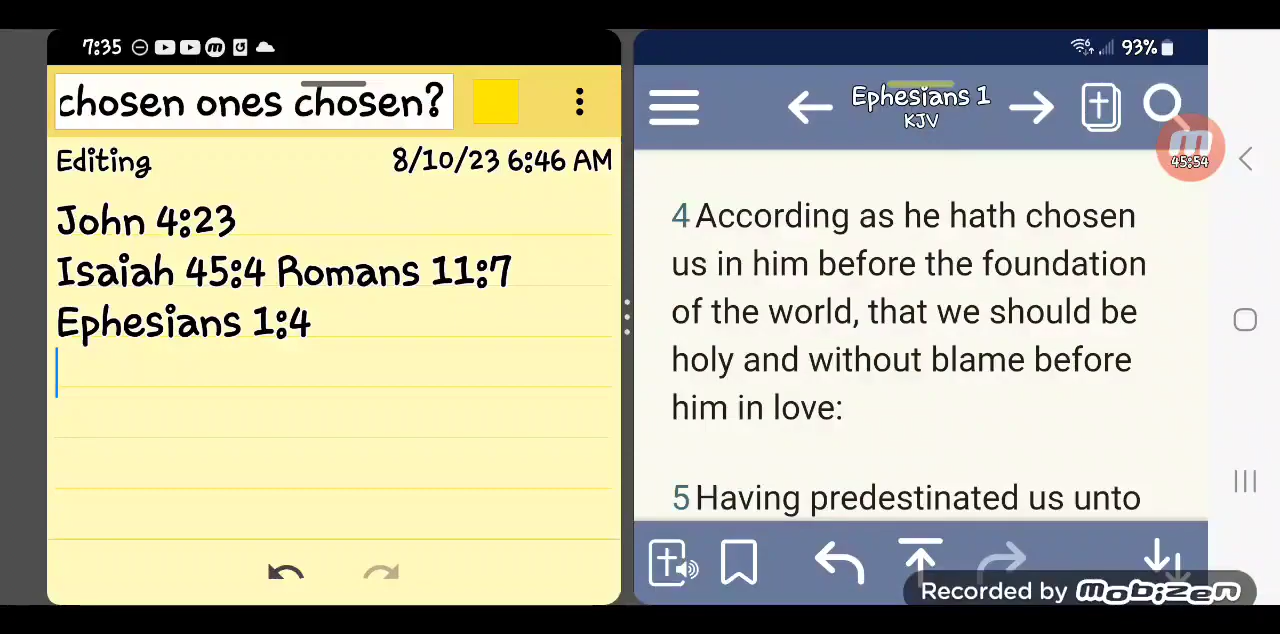 7:35
93%
chosen ones chosen?
Editing
8/10/23 6:46 AM
John 4:23
Isaiah 45:4 Romans 11:7
Ephesians 1:4
Ephesians 1
KJV
45:54
4 According as he hath chosen
us in him before the foundation
of the world, that we should be
holy and without blame before
him in love:
5 Having predestinated us unto
Recorded by mobizen